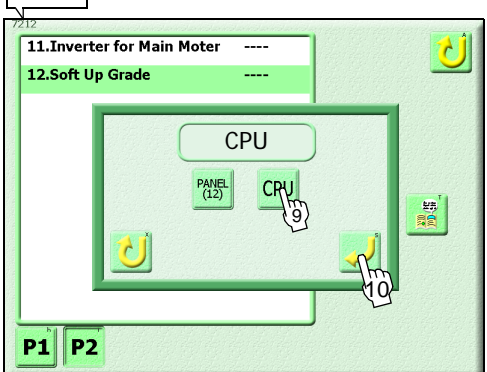 7212
A
11.Inverter for Main Moter ----
12.Soft Up Grade ----
CPU
PANEL
(12)
CPU
9
T
X
S
10
h
r
P1 P2